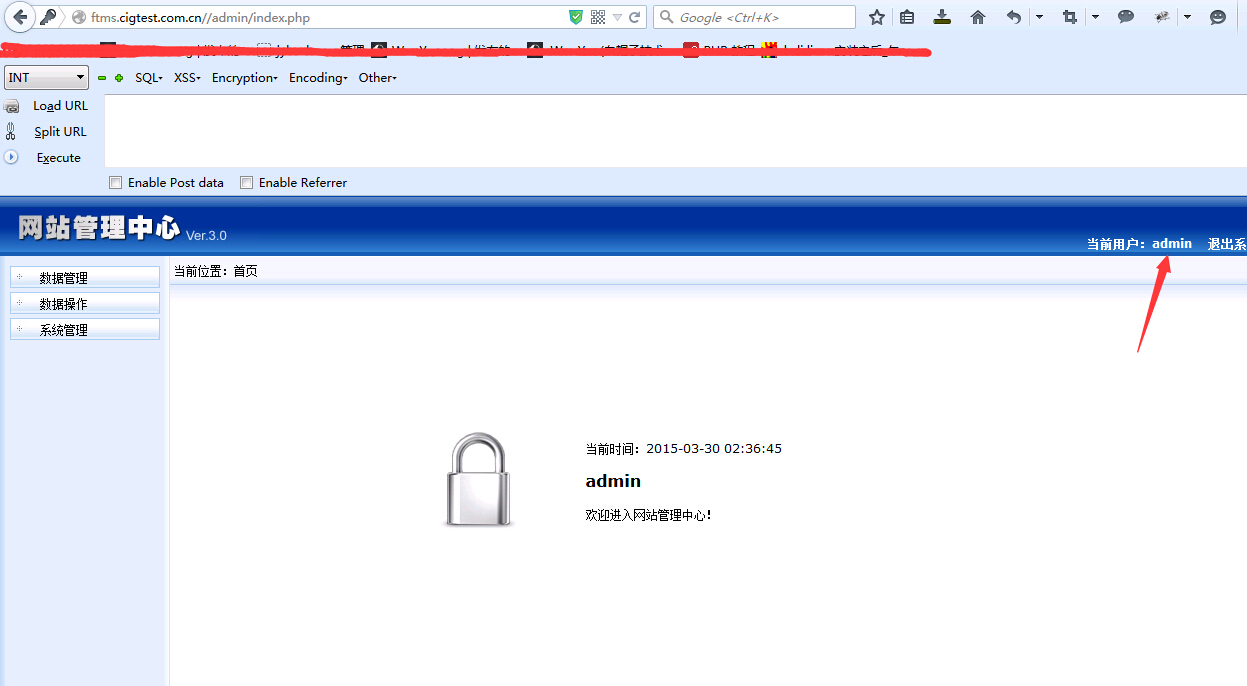 ftms.cigtest.com.cn//admin/index.php
Google <Ctrl+K>
INT SQL XSS Encryption Encoding Other
Load URL
Split URL
Execute
Enable Post data Enable Referrer
网站管理中心 Ver.3.0
当前用户：admin 退出系
数据管理
数据操作
系统管理
当前位置：首页
当前时间：2015-03-30 02:36:45
admin
欢迎进入网站管理中心！